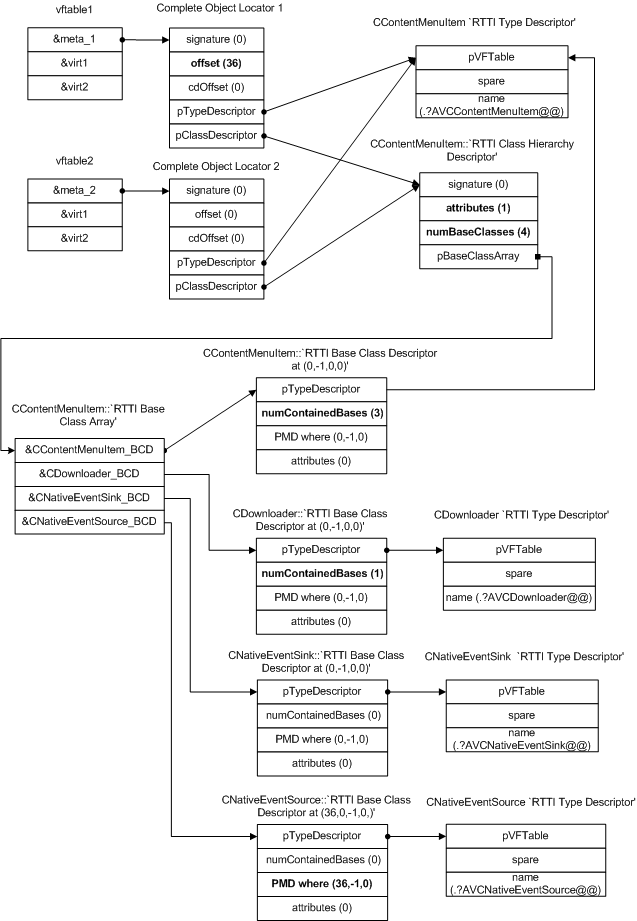 vftable1
&meta_1
&virt1
&virt2
Complete Object Locator 1
signature (0)
offset (36)
cdOffset (0)
pTypeDescriptor
pClassDescriptor
CContentMenuItem `RTTI Type Descriptor'
pVFTable
spare
name
(.?AVCContentMenuItem@@)
vftable2
&meta_2
&virt1
&virt2
Complete Object Locator 2
signature (0)
offset (0)
cdOffset (0)
pTypeDescriptor
pClassDescriptor
CContentMenuItem::`RTTI Class Hierarchy
Descriptor'
signature (0)
attributes (1)
numBaseClasses (4)
pBaseClassArray
CContentMenuItem::`RTTI Base Class Descriptor
at (0,-1,0,0)'
pTypeDescriptor
numContainedBases (3)
PMD where (0,-1,0)
attributes (0)
CContentMenuItem::`RTTI Base
Class Array'
&CContentMenuItem_BCD
&CDownloader_BCD
&CNativeEventSink_BCD
&CNativeEventSource_BCD
CDownloader::`RTTI Base Class
Descriptor at (0,-1,0,0)'
pTypeDescriptor
numContainedBases (1)
PMD where (0,-1,0)
attributes (0)
CDownloader `RTTI Type Descriptor'
pVFTable
spare
name (.?AVCDownloader@@)
CNativeEventSink::`RTTI Base Class
Descriptor at (0,-1,0,0)'
pTypeDescriptor
numContainedBases (0)
PMD where (0,-1,0)
attributes (0)
CNativeEventSink `RTTI Type Descriptor'
pVFTable
spare
name
(.?AVCNativeEventSink@@)
CNativeEventSource::`RTTI Base Class
Descriptor at (36,0,-1,0,)'
pTypeDescriptor
numContainedBases (0)
PMD where (36,-1,0)
attributes (0)
CNativeEventSource `RTTI Type Descriptor'
pVFTable
spare
name
(.?AVCNativeEventSource@@)